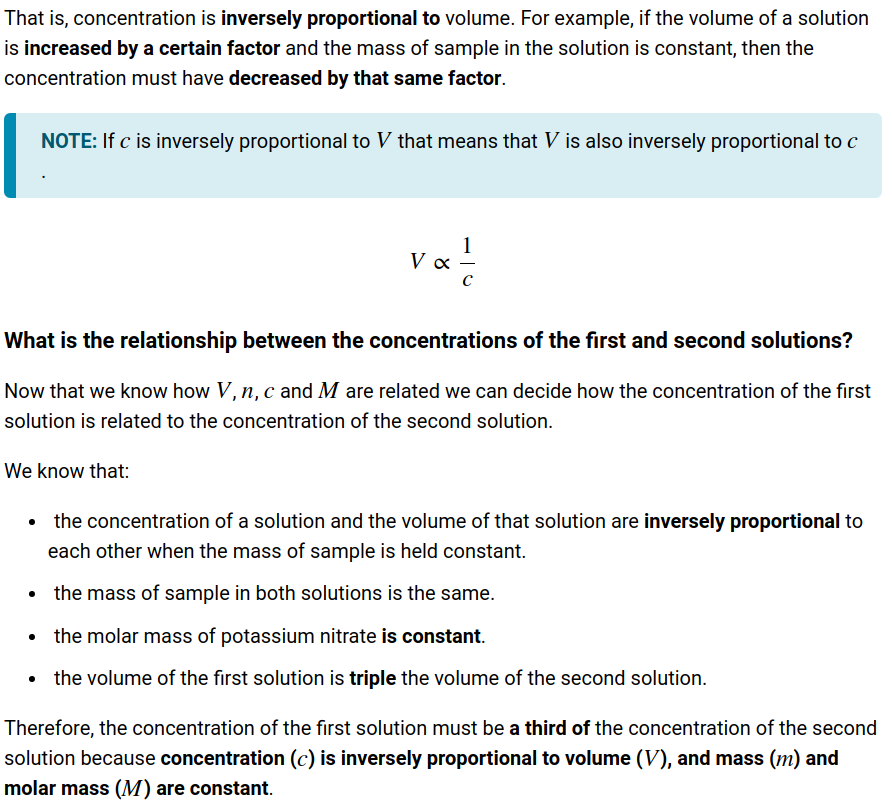 That is, concentration is inversely proportional to volume. For example, if the volume of a solution
is increased by a certain factor and the mass of sample in the solution is constant, then the
concentration must have decreased by that same factor.
NOTE: If c is inversely proportional to V that means that V is also inversely proportional to c
.
V ∝ 1/c
What is the relationship between the concentrations of the first and second solutions?
Now that we know how V, n, c and M are related we can decide how the concentration of the first
solution is related to the concentration of the second solution.
We know that:
• the concentration of a solution and the volume of that solution are inversely proportional to
each other when the mass of sample is held constant.
• the mass of sample in both solutions is the same.
• the molar mass of potassium nitrate is constant.
• the volume of the first solution is triple the volume of the second solution.
Therefore, the concentration of the first solution must be a third of the concentration of the second
solution because concentration (c) is inversely proportional to volume (V), and mass (m) and
molar mass (M) are constant.